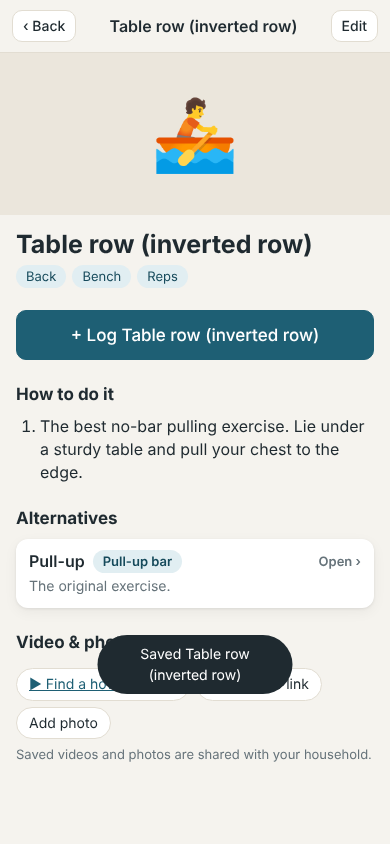 ‹ Back
Table row (inverted row)
Edit
Table row (inverted row)
Back
Bench
Reps
+ Log Table row (inverted row)
How to do it
1. The best no-bar pulling exercise. Lie under
a sturdy table and pull your chest to the
edge.
Alternatives
Pull-up
Pull-up bar
Open ›
The original exercise.
Video &
Saved Table row
(inverted row)
▶ Find a
link
Add photo
Saved videos and photos are shared with your household.